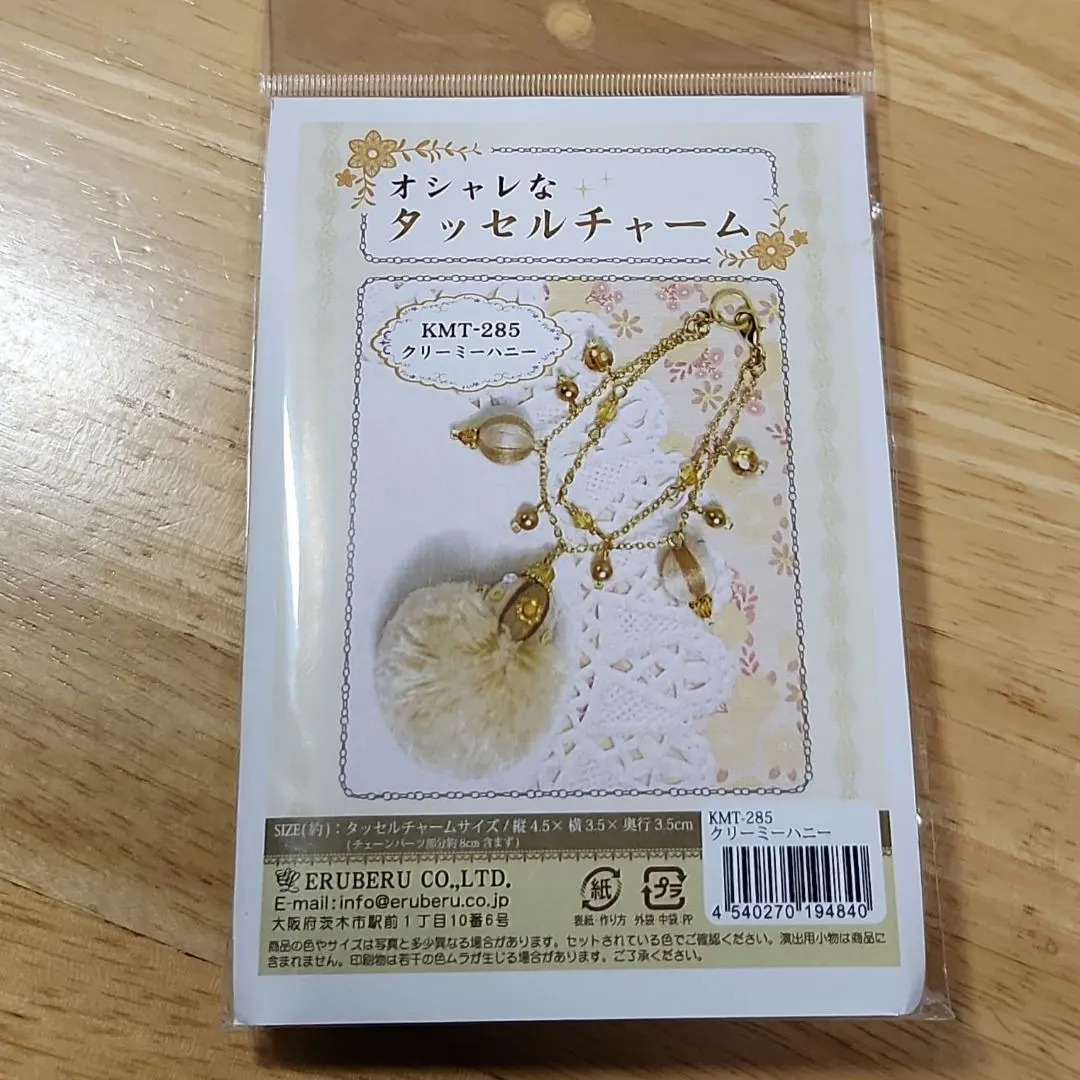 オシャレな
タッセルチャーム
KMT-285
クリーミーハニー
SIZE(約)：タッセルチャームサイズ/縦4.5×横3.5×奥行3.5cm
(チェーンパーツ部分約8cm含まず)
KMT-285
クリーミーハニー
4 540270 194840
ERUBERU CO.,LTD.
E-mail:info@eruberu.co.jp
大阪府茨木市駅前1丁目10番6号
紙
表紙・作り方
プラ
外袋 中袋:PP
商品の色やサイズは写真と多少異なる場合があります。セットされている色でご確認ください。演出用小物は商品に
含まれません。印刷物は若干の色ムラが生じる場合があります。ご了承ください。